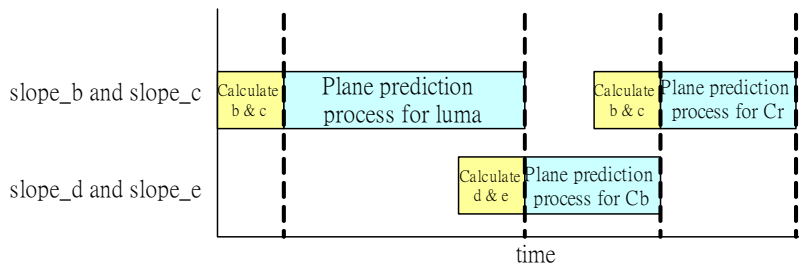 slope_b and slope_c
Calculate
b & c
Plane prediction
process for luma
Calculate
b & c
Plane prediction
process for Cr
slope_d and slope_e
Calculate
d & e
Plane prediction
process for Cb
time